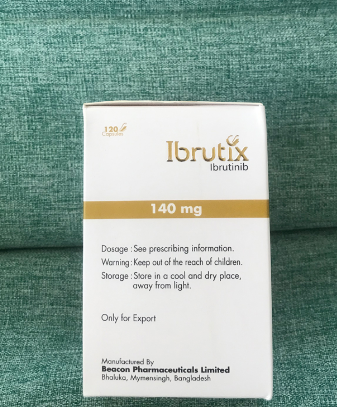 120
Capsules
Ibrutix
Ibrutinib
140 mg
Dosage : See prescribing information.
Warning : Keep out of the reach of children.
Storage : Store in a cool and dry place,
away from light.
Only for Export
Manufactured By
Beacon Pharmaceuticals Limited
Bhaluka, Mymensingh, Bangladesh